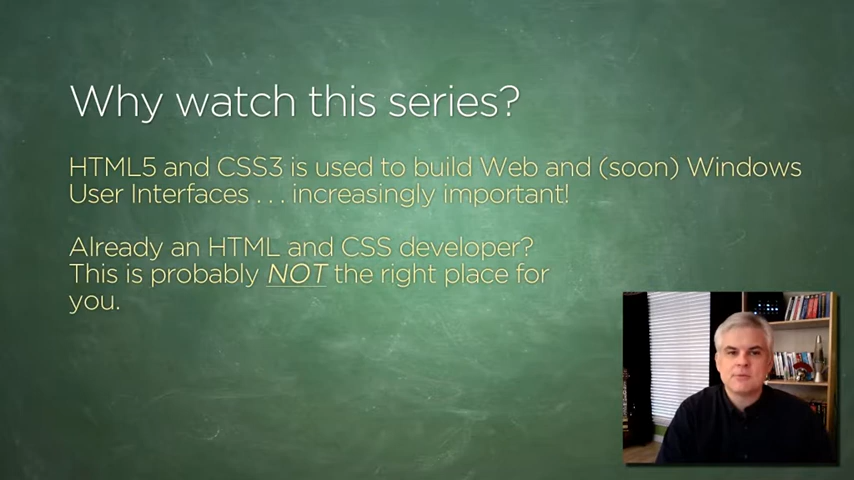 Why watch this series?
HTML5 and CSS3 is used to build Web and (soon) Windows
User Interfaces . . . increasingly important!
Already an HTML and CSS developer?
This is probably NOT the right place for
you.